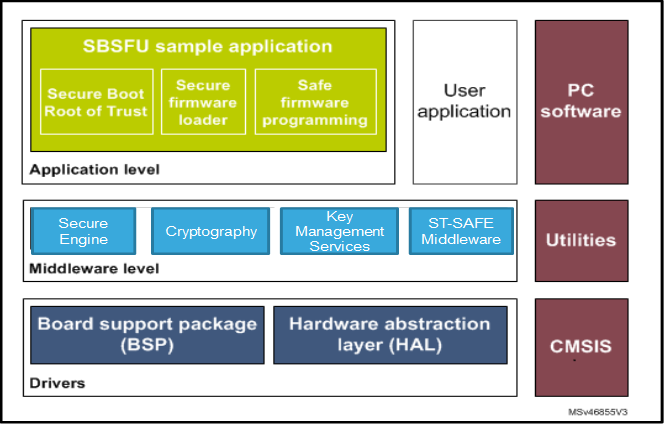 SBSFU sample application
Secure Boot
Root of Trust
Secure
firmware
loader
Safe
firmware
programming
Application level
User
application
PC
software
Secure
Engine
Cryptography
Key
Management
Services
ST-SAFE
Middleware
Middleware level
Utilities
Board support package
(BSP)
Hardware abstraction
layer (HAL)
Drivers
CMSIS
MSv46855V3